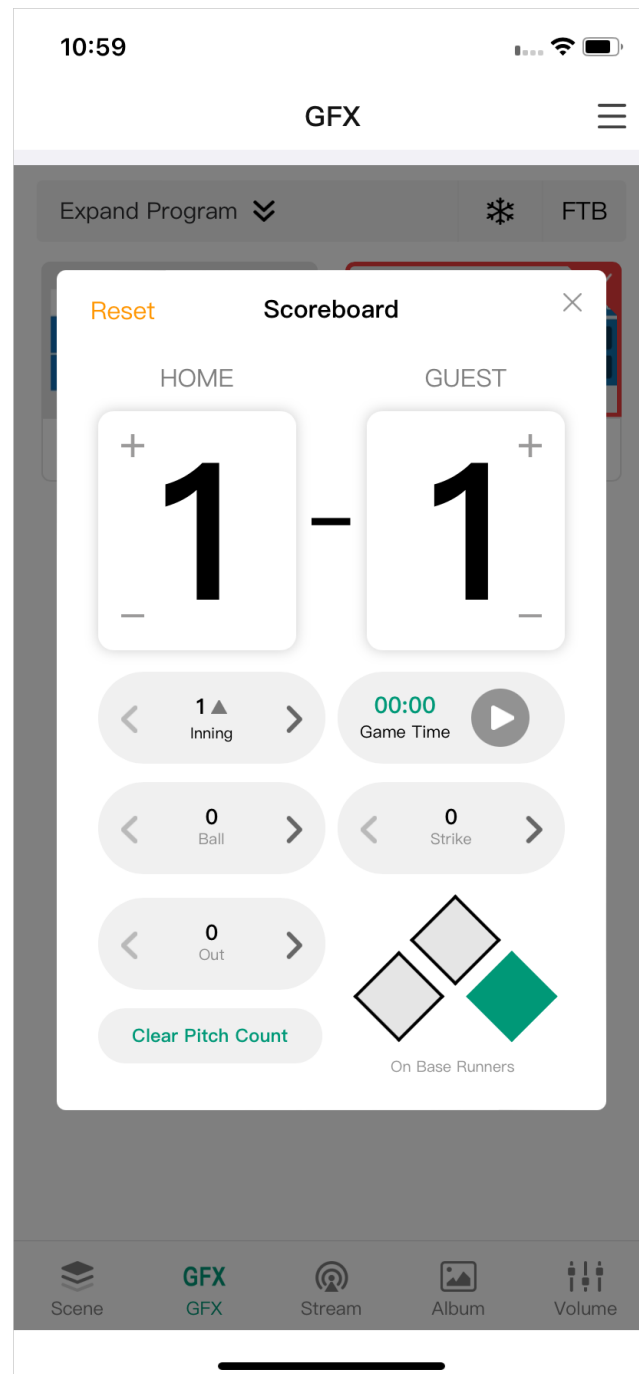 10:59
GFX
Expand Program FTB
Reset Scoreboard
HOME GUEST
+ +
1 - 1
− −
1 ▲ 00:00
Inning Game Time
0 0
Ball Strike
0
Out
Clear Pitch Count
On Base Runners
GFX
Scene GFX Stream Album Volume